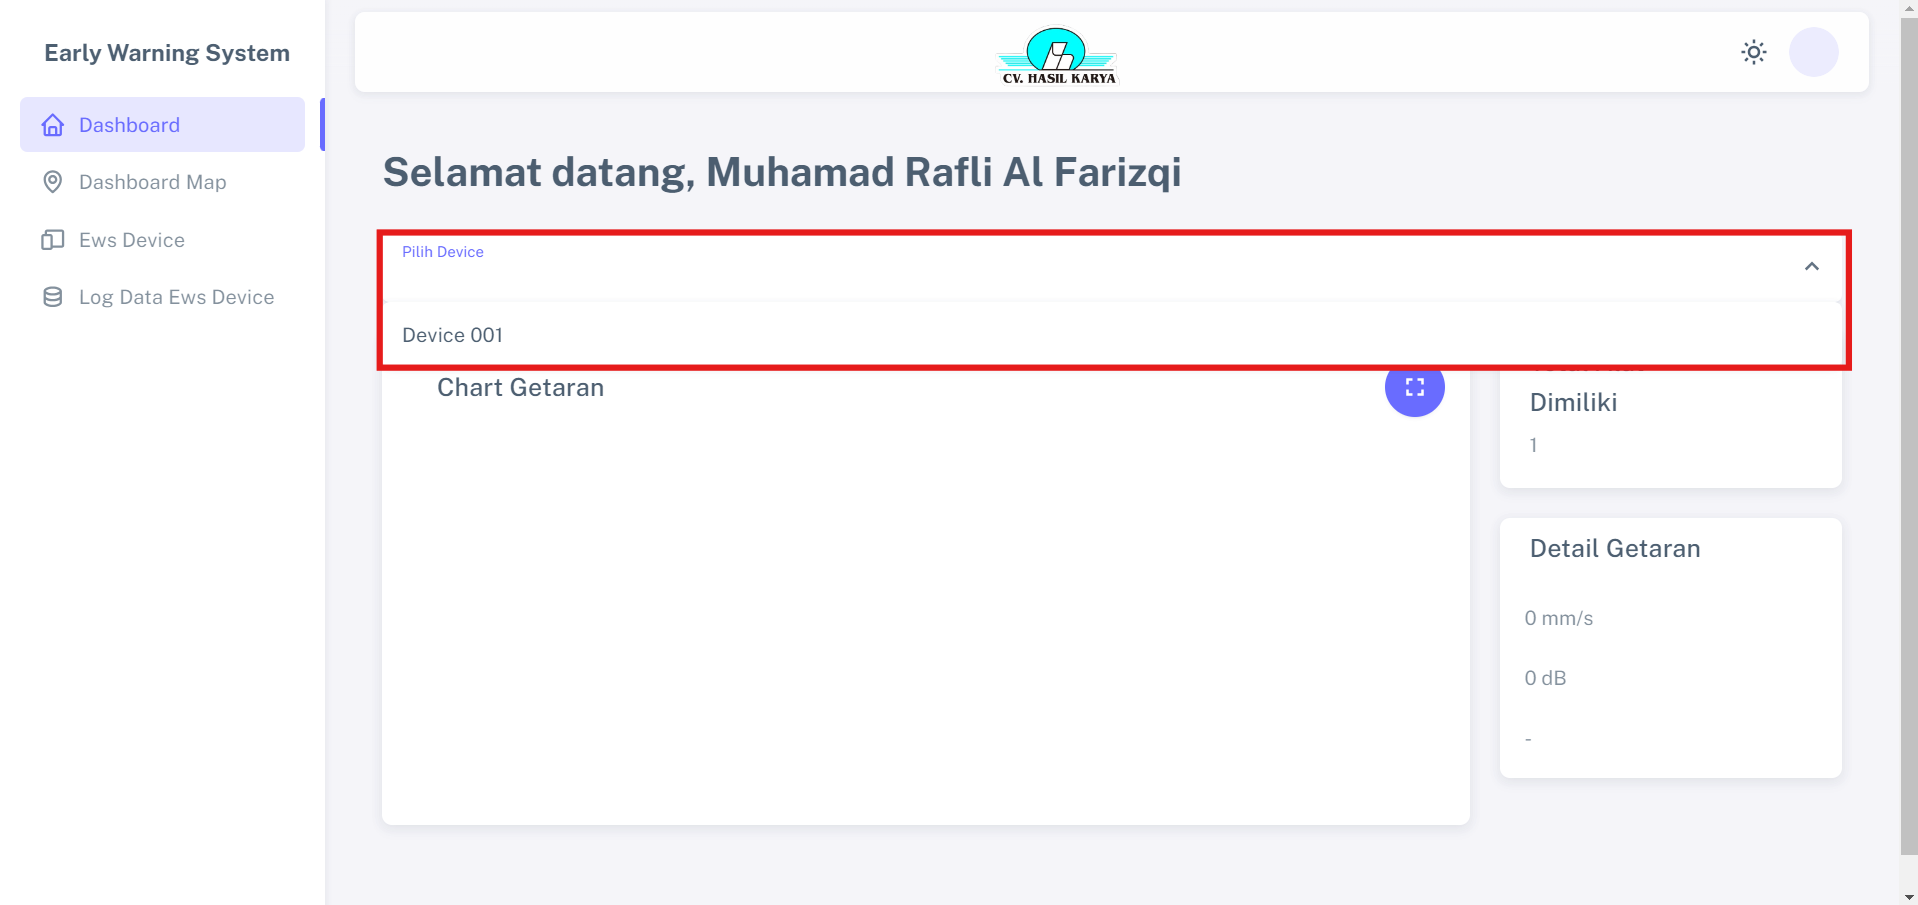 Early Warning System
Dashboard
Dashboard Map
Ews Device
Log Data Ews Device
CV. HASIL KARYA
Selamat datang, Muhamad Rafli Al Farizqi
Pilih Device
Device 001
Chart Getaran
Dimiliki
1
Detail Getaran
0 mm/s
0 dB
-